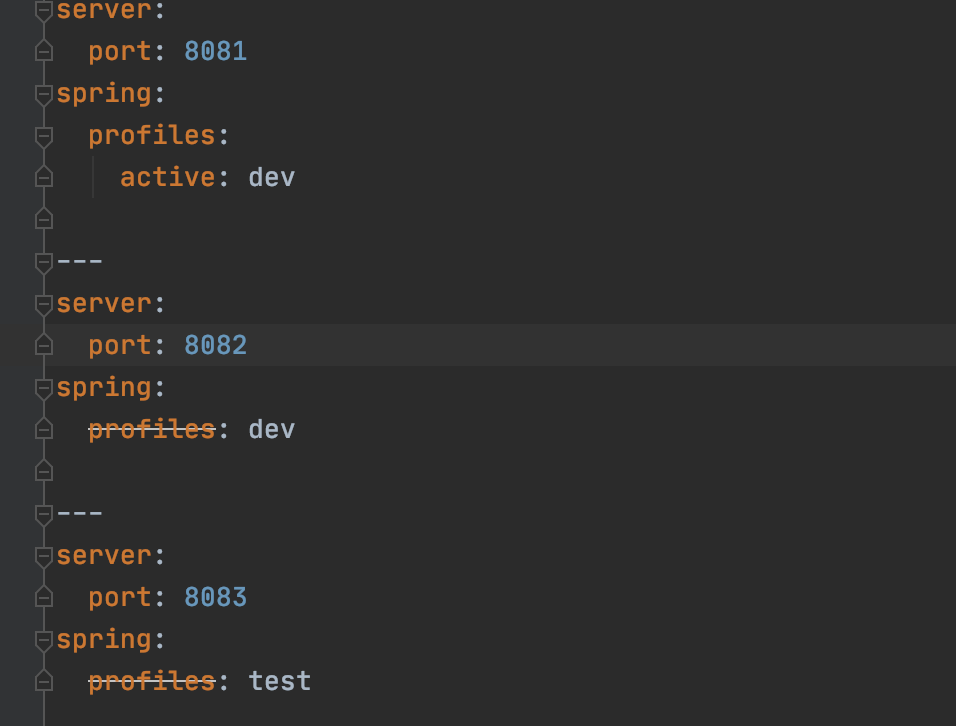 server:
  port: 8081
spring:
  profiles:
    active: dev

---
server:
  port: 8082
spring:
  profiles: dev

---
server:
  port: 8083
spring:
  profiles: test